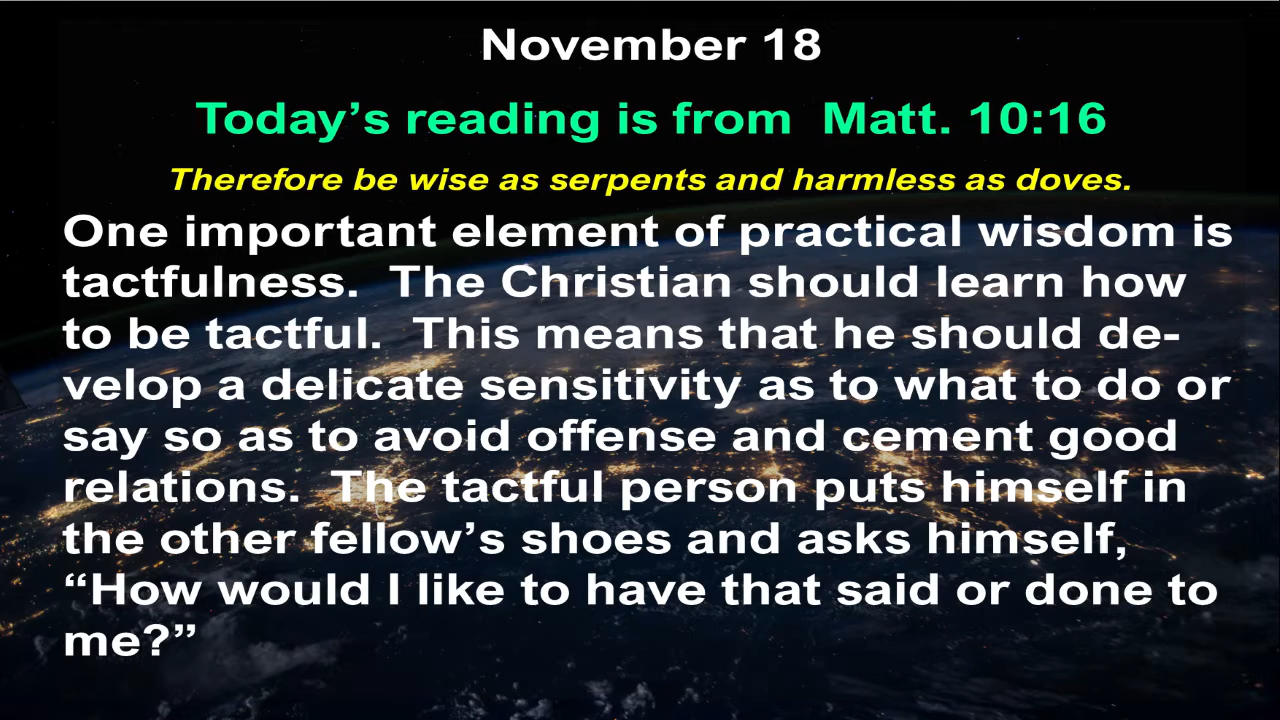 November 18
Today’s reading is from  Matt. 10:16
Therefore be wise as serpents and harmless as doves.
One important element of practical wisdom is
tactfulness.  The Christian should learn how
to be tactful.  This means that he should de-
velop a delicate sensitivity as to what to do or
say so as to avoid offense and cement good
relations.  The tactful person puts himself in
the other fellow’s shoes and asks himself,
“How would I like to have that said or done to
me?”